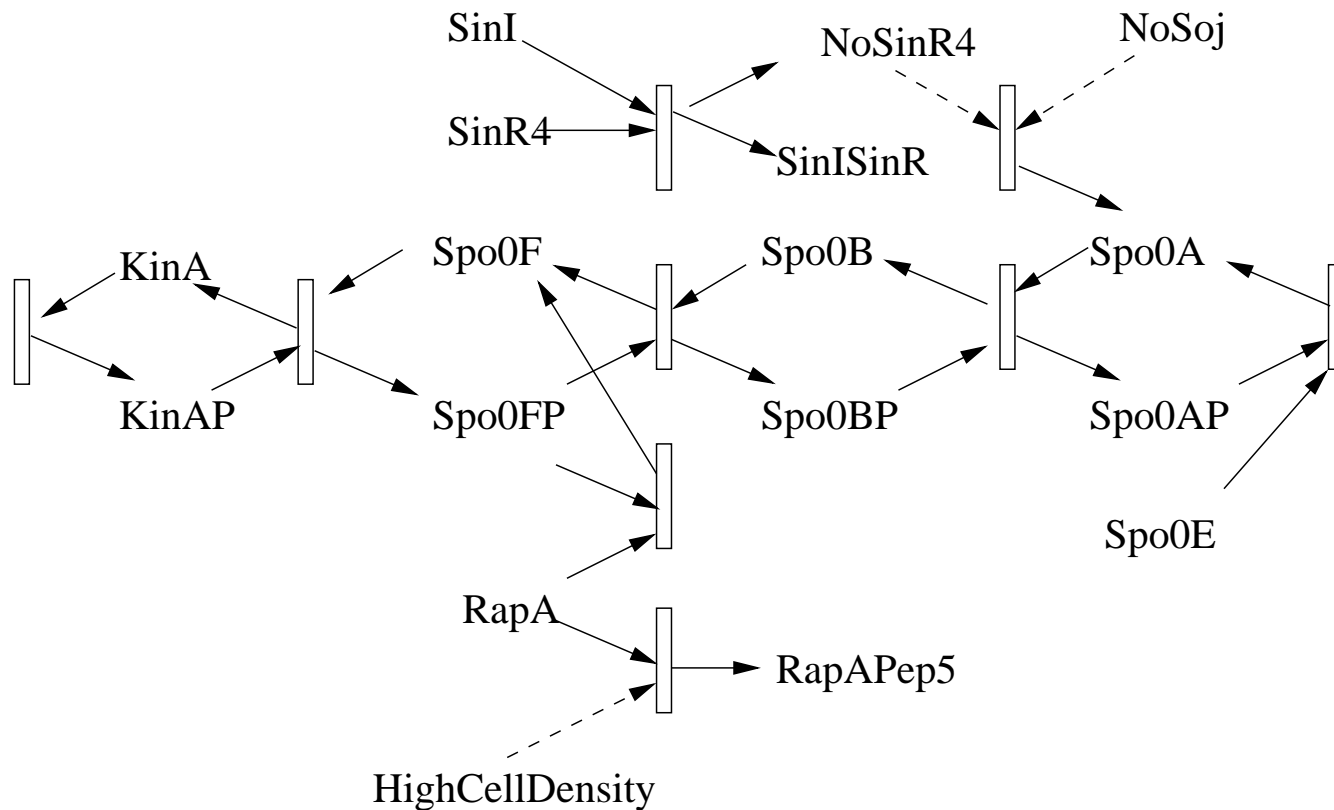 SinI
NoSinR4
NoSoj
SinR4
SinISinR
KinA
Spo0F
Spo0B
Spo0A
KinAP
Spo0FP
Spo0BP
Spo0AP
Spo0E
RapA
RapAPep5
HighCellDensity